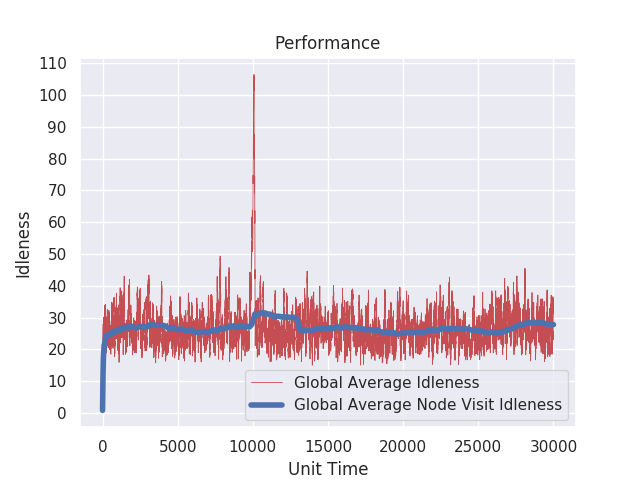 Performance
110
100
90
80
70
60
50
40
30
20
10
0
Idleness
Global Average Idleness
Global Average Node Visit Idleness
0 5000 10000 15000 20000 25000 30000
Unit Time